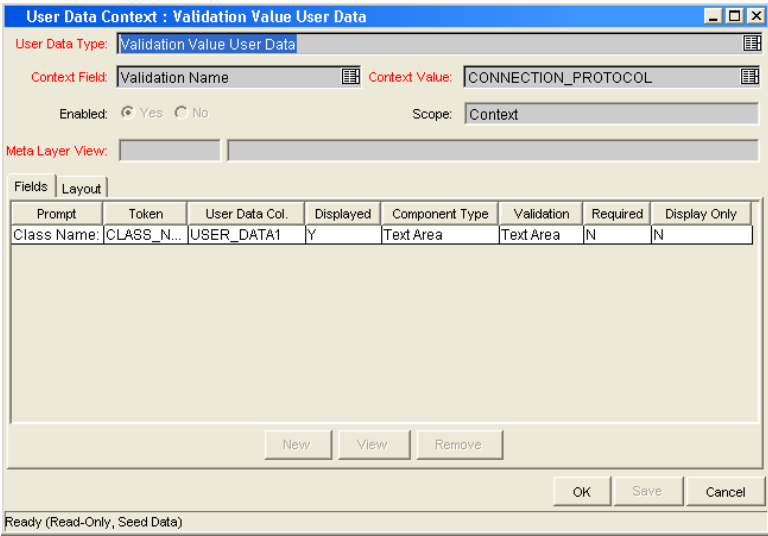 User Data Context : Validation Value User Data
User Data Type: Validation Value User Data
Context Field: Validation Name Context Value: CONNECTION_PROTOCOL
Enabled: Yes No Scope: Context
Meta Layer View:
Fields Layout
Prompt Token User Data Col. Displayed Component Type Validation Required Display Only
Class Name: CLASS_N... USER_DATA1 Y Text Area Text Area N N
New View Remove
OK Save Cancel
Ready (Read-Only, Seed Data)